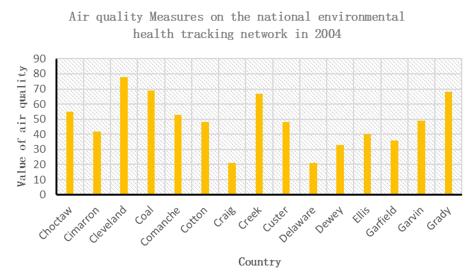 Air quality Measures on the national environmental
health tracking network in 2004
Value of air quality
90
80
70
60
50
40
30
20
10
0
Choctaw
Cimarron
Cleveland
Coal
Comanche
Cotton
Craig
Creek
Custer
Delaware
Dewey
Ellis
Garfield
Garvin
Grady
Country